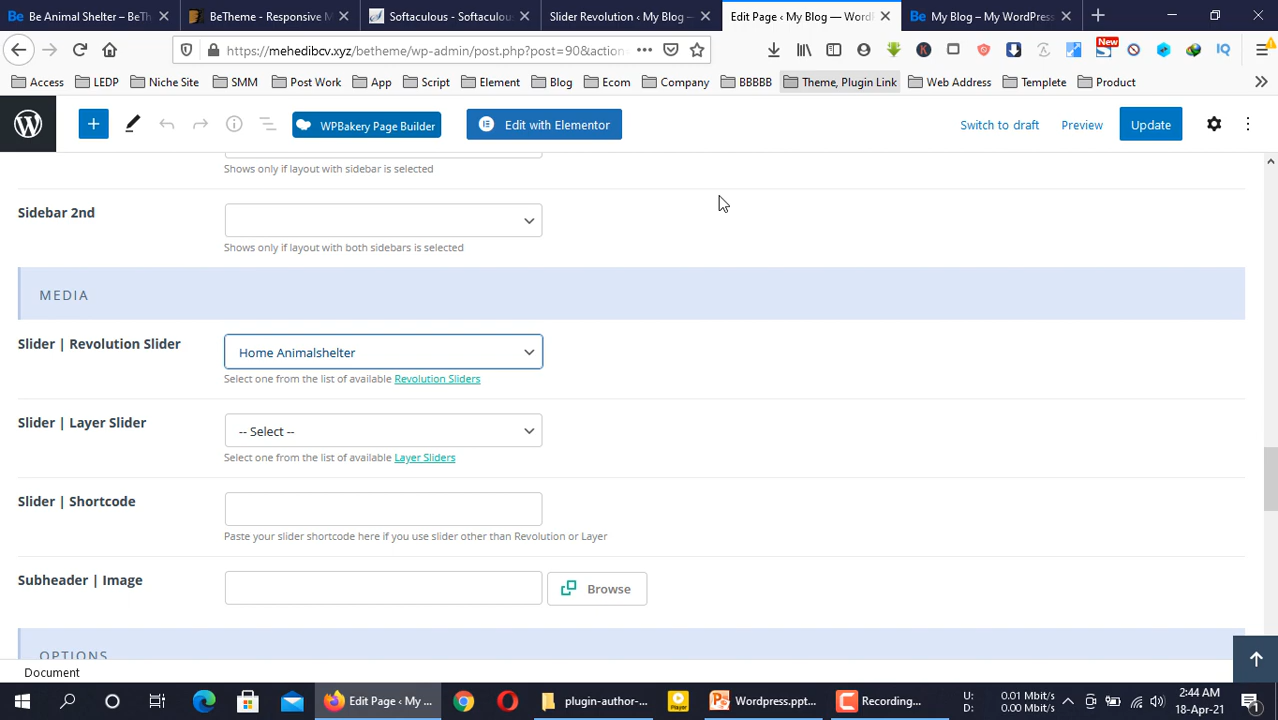 Be Animal Shelter – BeTh
BeTheme - Responsive M
Softaculous - Softaculou
Slider Revolution ‹ My Blog —
Edit Page ‹ My Blog — Word
My Blog – My WordPress
https://mehedibcv.xyz/betheme/wp-admin/post.php?post=90&action
New
IQ
Access
LEDP
Niche Site
SMM
Post Work
App
Script
Element
Blog
Ecom
Company
BBBBB
Theme, Plugin Link
Web Address
Templete
Product
WPBakery Page Builder
Edit with Elementor
Switch to draft
Preview
Update
Shows only if layout with sidebar is selected
Sidebar 2nd
Shows only if layout with both sidebars is selected
MEDIA
Slider | Revolution Slider
Home Animalshelter
Select one from the list of available Revolution Sliders
Slider | Layer Slider
-- Select --
Select one from the list of available Layer Sliders
Slider | Shortcode
Paste your slider shortcode here if you use slider other than Revolution or Layer
Subheader | Image
Browse
OPTIONS
Document
Edit Page ‹ My ...
plugin-author-...
Player
Wordpress.ppt...
Recording...
U: 0.01 Mbit/s
D: 0.00 Mbit/s
2:44 AM
18-Apr-21